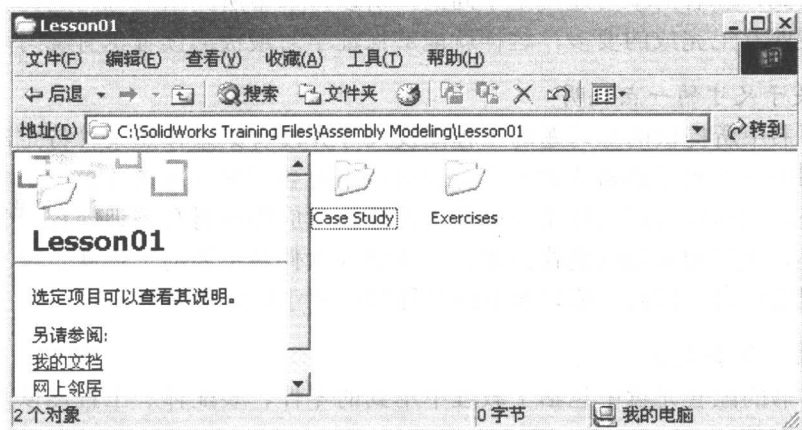 Lesson01
文件(F) 编辑(E) 查看(V) 收藏(A) 工具(T) 帮助(H)
后退 搜索 文件夹
地址(D) C:\SolidWorks Training Files\Assembly Modeling\Lesson01 转到
Case Study Exercises
Lesson01
选定项目可以查看其说明。
另请参阅:
我的文档
网上邻居
2 个对象 0 字节 我的电脑